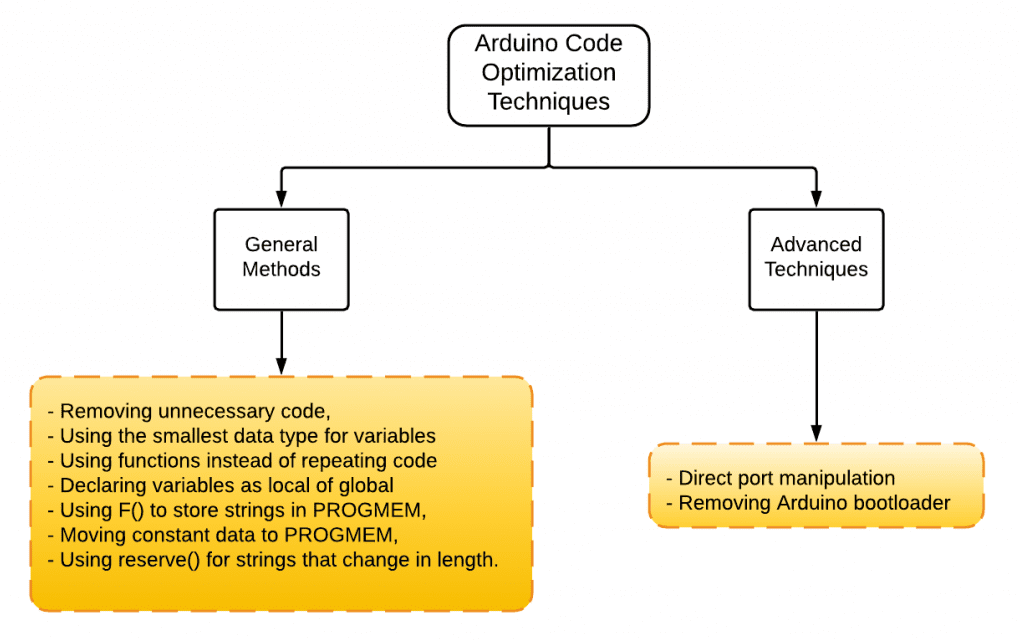 Arduino Code
Optimization
Techniques
General
Methods
Advanced
Techniques
- Removing unnecessary code,
- Using the smallest data type for variables
- Using functions instead of repeating code
- Declaring variables as local of global
- Using F() to store strings in PROGMEM,
- Moving constant data to PROGMEM,
- Using reserve() for strings that change in length.
- Direct port manipulation
- Removing Arduino bootloader